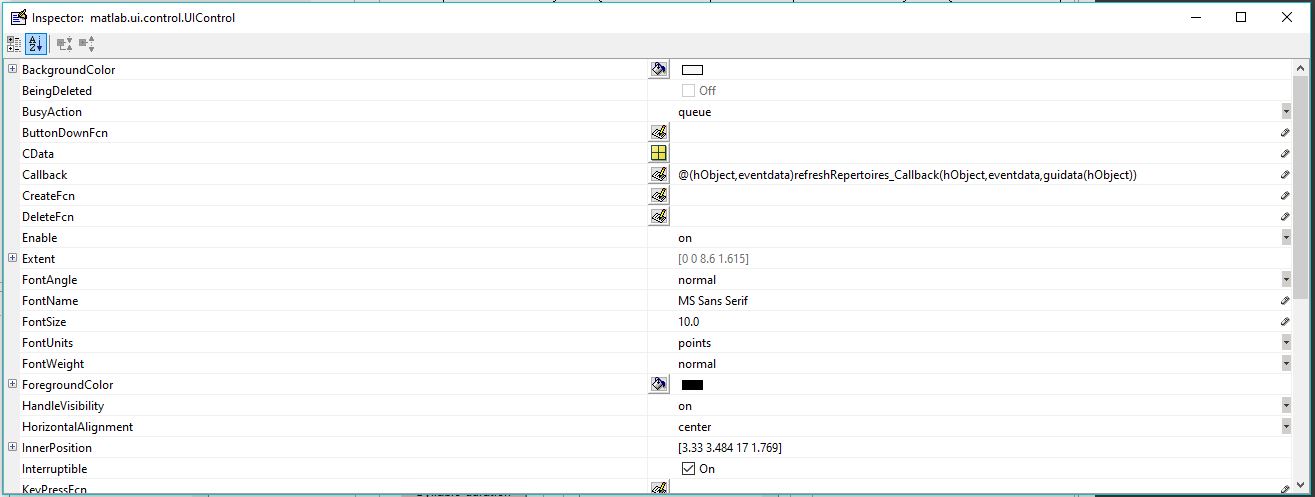 Inspector: matlab.ui.control.UIControl
BackgroundColor
BeingDeleted Off
BusyAction queue
ButtonDownFcn
CData
Callback @(hObject,eventdata)refreshRepertoires_Callback(hObject,eventdata,guidata(hObject))
CreateFcn
DeleteFcn
Enable on
Extent [0 0 8.6 1.615]
FontAngle normal
FontName MS Sans Serif
FontSize 10.0
FontUnits points
FontWeight normal
ForegroundColor
HandleVisibility on
HorizontalAlignment center
InnerPosition [3.33 3.484 17 1.769]
Interruptible On
KeyPressFcn